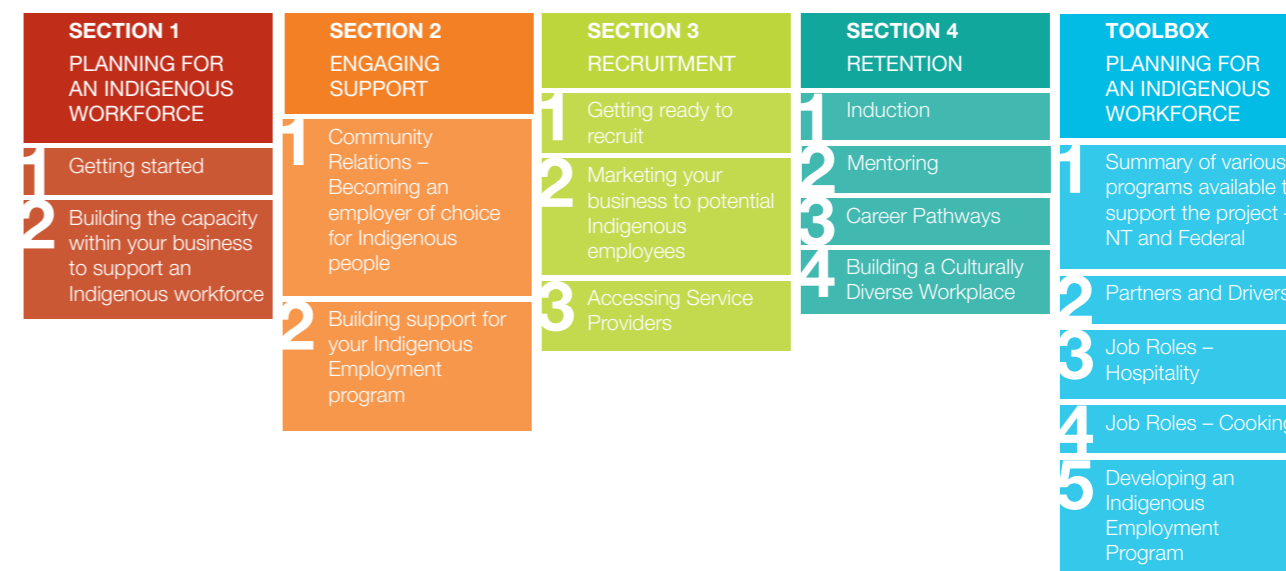 SECTION 1
PLANNING FOR
AN INDIGENOUS
WORKFORCE
1
Getting started
2
Building the capacity
within your business
to support an
Indigenous workforce
SECTION 2
ENGAGING
SUPPORT
1
Community
Relations –
Becoming an
employer of choice
for Indigenous
people
2
Building support for
your Indigenous
Employment
program
SECTION 3
RECRUITMENT
1
Getting ready to
recruit
2
Marketing your
business to potential
Indigenous
employees
3
Accessing Service
Providers
SECTION 4
RETENTION
1
Induction
2
Mentoring
3
Career Pathways
4
Building a Culturally
Diverse Workplace
TOOLBOX
PLANNING FOR
AN INDIGENOUS
WORKFORCE
1
Summary of various
programs available
support the project –
NT and Federal
2
Partners and Drivers
3
Job Roles –
Hospitality
4
Job Roles – Cooking
5
Developing an
Indigenous
Employment
Program